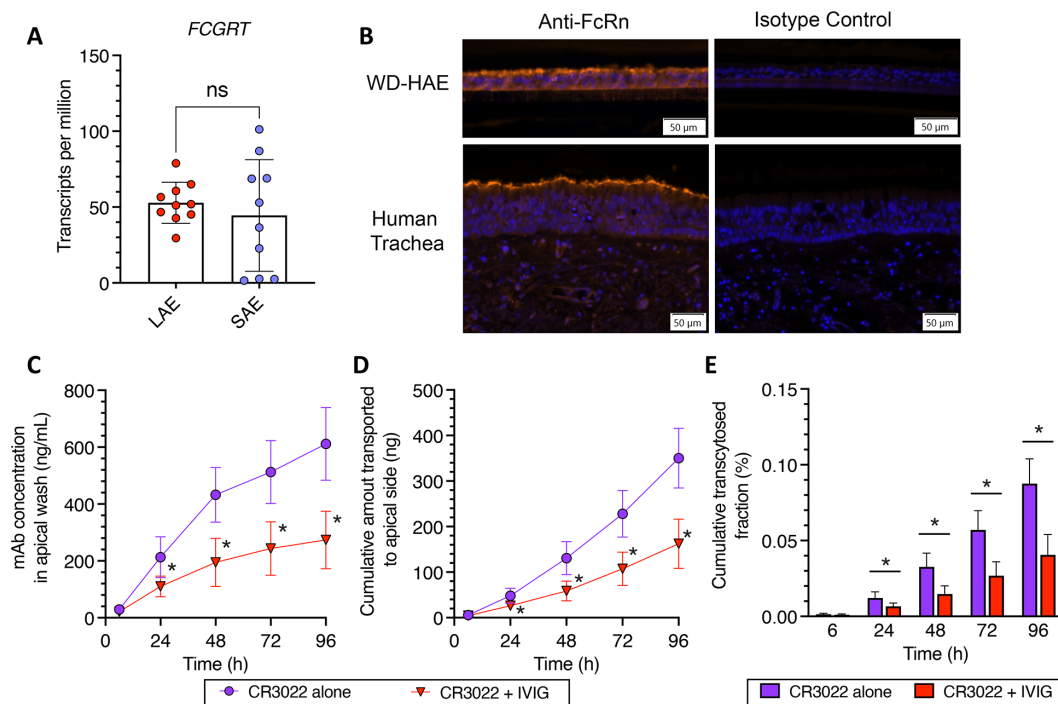 A
FCGRT
Transcripts per million
150
100
50
0
ns
LAE
SAE
B
Anti-FcRn
Isotype Control
WD-HAE
50 µm
50 µm
Human
Trachea
50 µm
50 µm
C
mAb concentration
in apical wash (ng/mL)
800
600
400
200
0
* * * *
0 24 48 72 96
Time (h)
D
Cumulative amout transported
to apical side (ng)
500
400
300
200
100
0
* * * *
0 24 48 72 96
Time (h)
CR3022 alone
CR3022 + IVIG
E
Cumulative transcytosed
fraction (%)
0.15
0.10
0.05
0.00
* * * *
6 24 48 72 96
Time (h)
CR3022 alone
CR3022 + IVIG